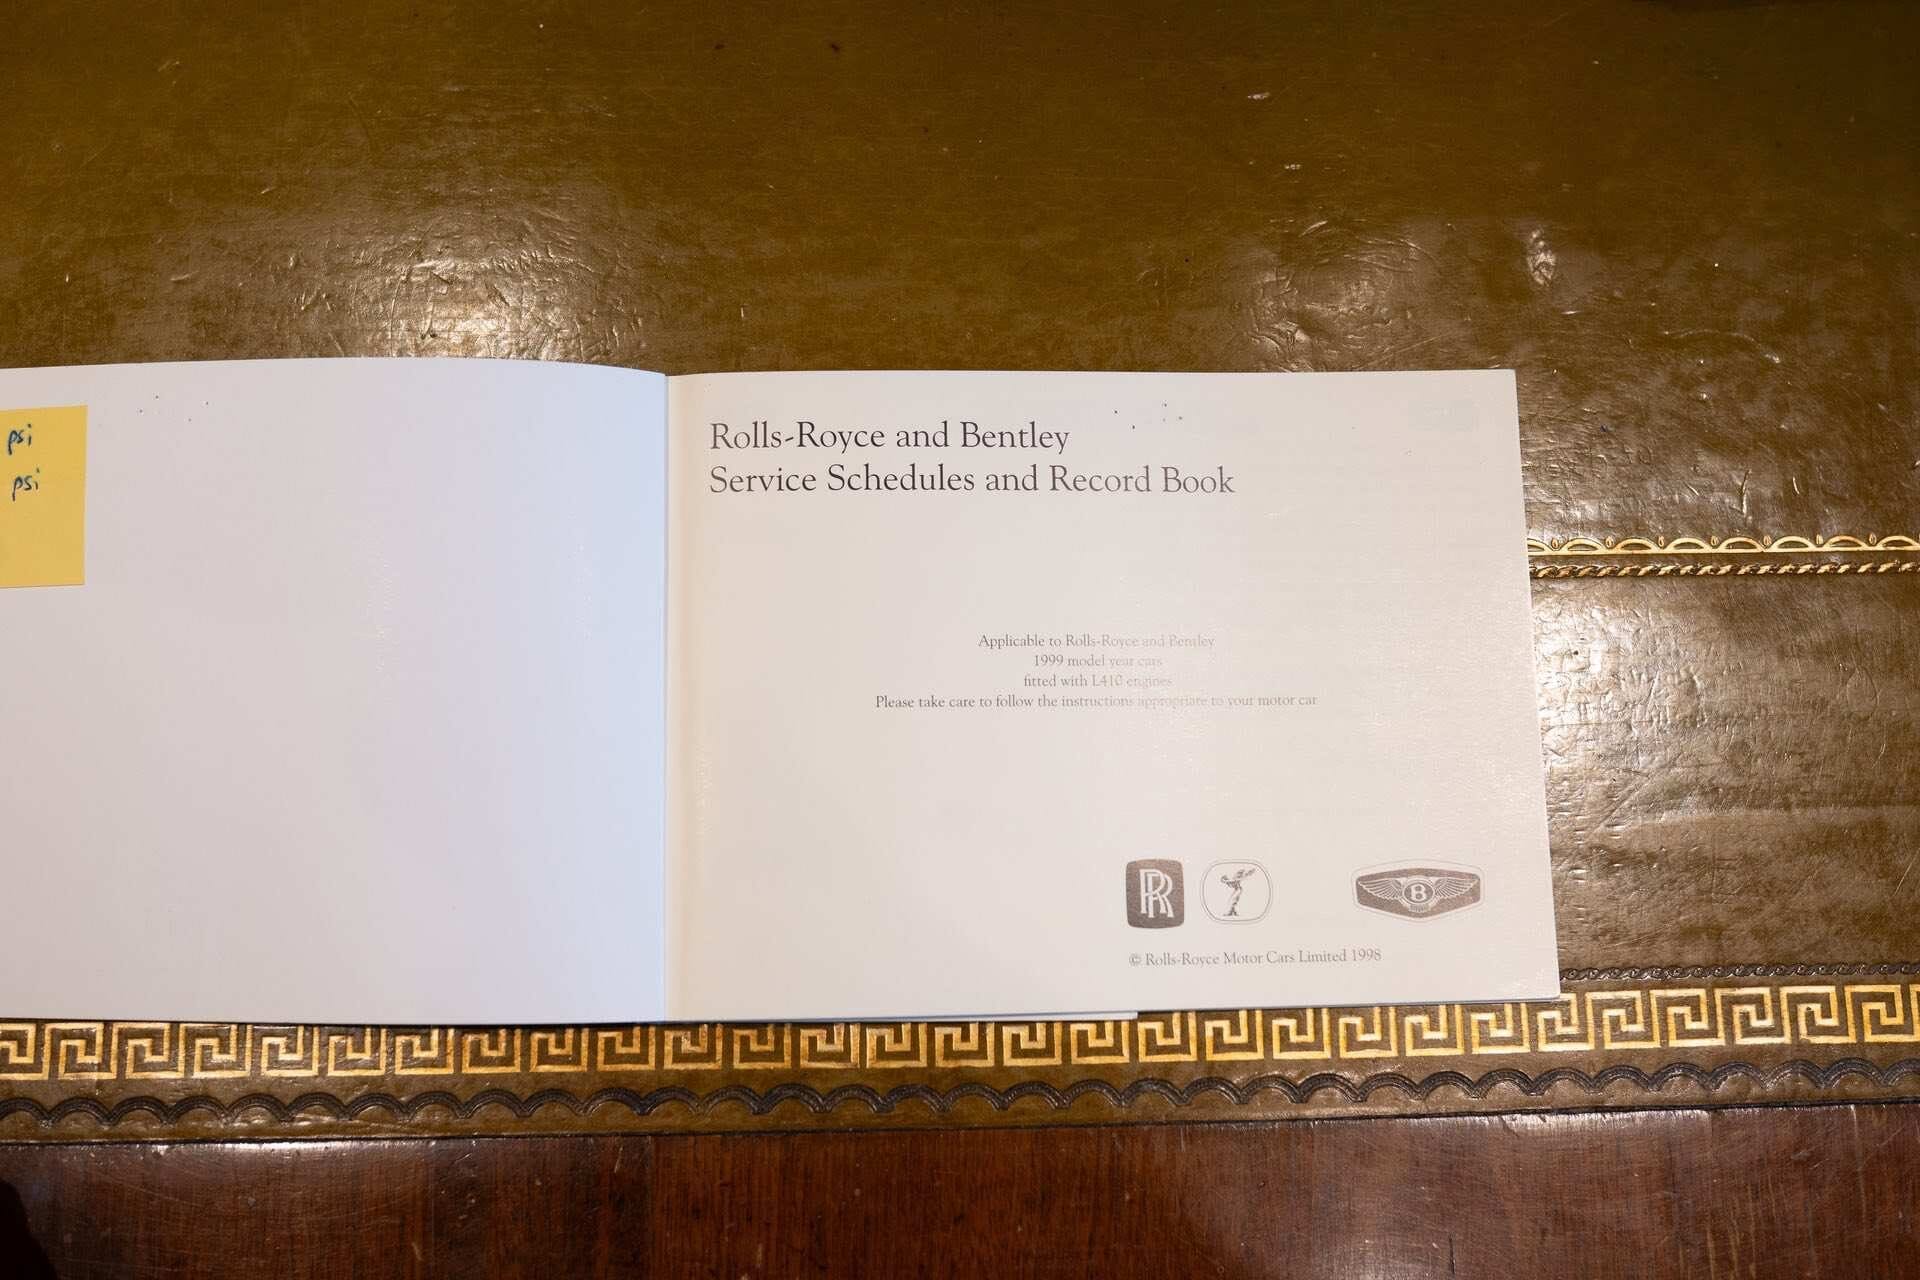 psi
psi
Rolls-Royce and Bentley
Service Schedules and Record Book
Applicable to Rolls-Royce and Bentley
1999 model year cars
fitted with L410 engines
Please take care to follow the instructions appropriate to your motor car
RR
B
© Rolls-Royce Motor Cars Limited 1998